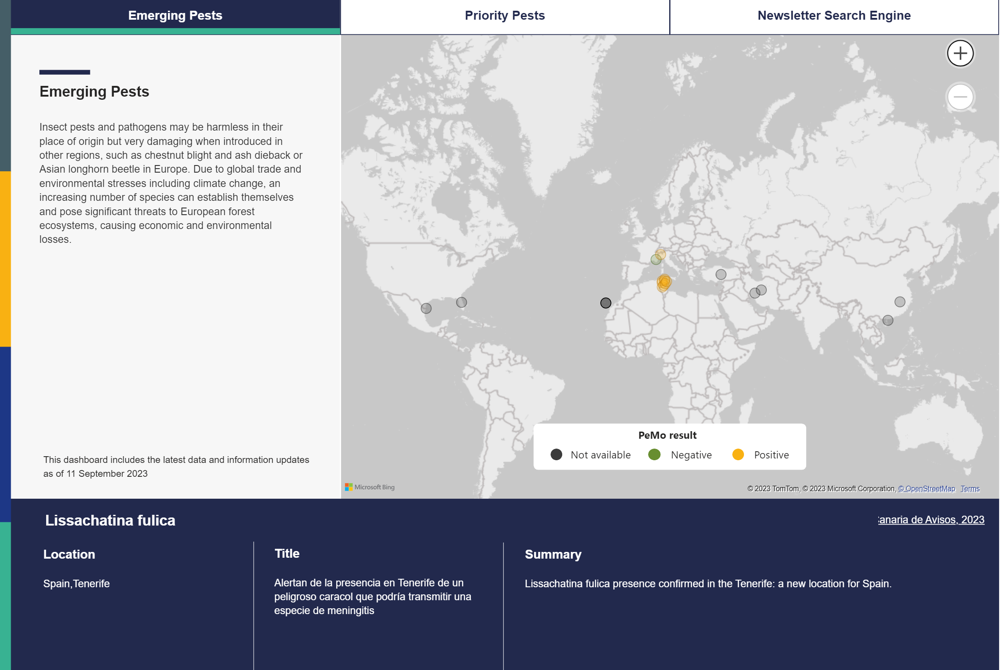 Emerging Pests
Priority Pests
Newsletter Search Engine
Emerging Pests
Insect pests and pathogens may be harmless in their
place of origin but very damaging when introduced in
other regions, such as chestnut blight and ash dieback or
Asian longhorn beetle in Europe. Due to global trade and
environmental stresses including climate change, an
increasing number of species can establish themselves
and pose significant threats to European forest
ecosystems, causing economic and environmental
losses.
This dashboard includes the latest data and information updates
as of 11 September 2023
PeMo result
Not available
Negative
Positive
Microsoft Bing
© 2023 TomTom, © 2023 Microsoft Corporation, © OpenStreetMap Terms
Lissachatina fulica
anaria de Avisos, 2023
Location
Spain,Tenerife
Title
Alertan de la presencia en Tenerife de un
peligroso caracol que podría transmitir una
especie de meningitis
Summary
Lissachatina fulica presence confirmed in the Tenerife: a new location for Spain.